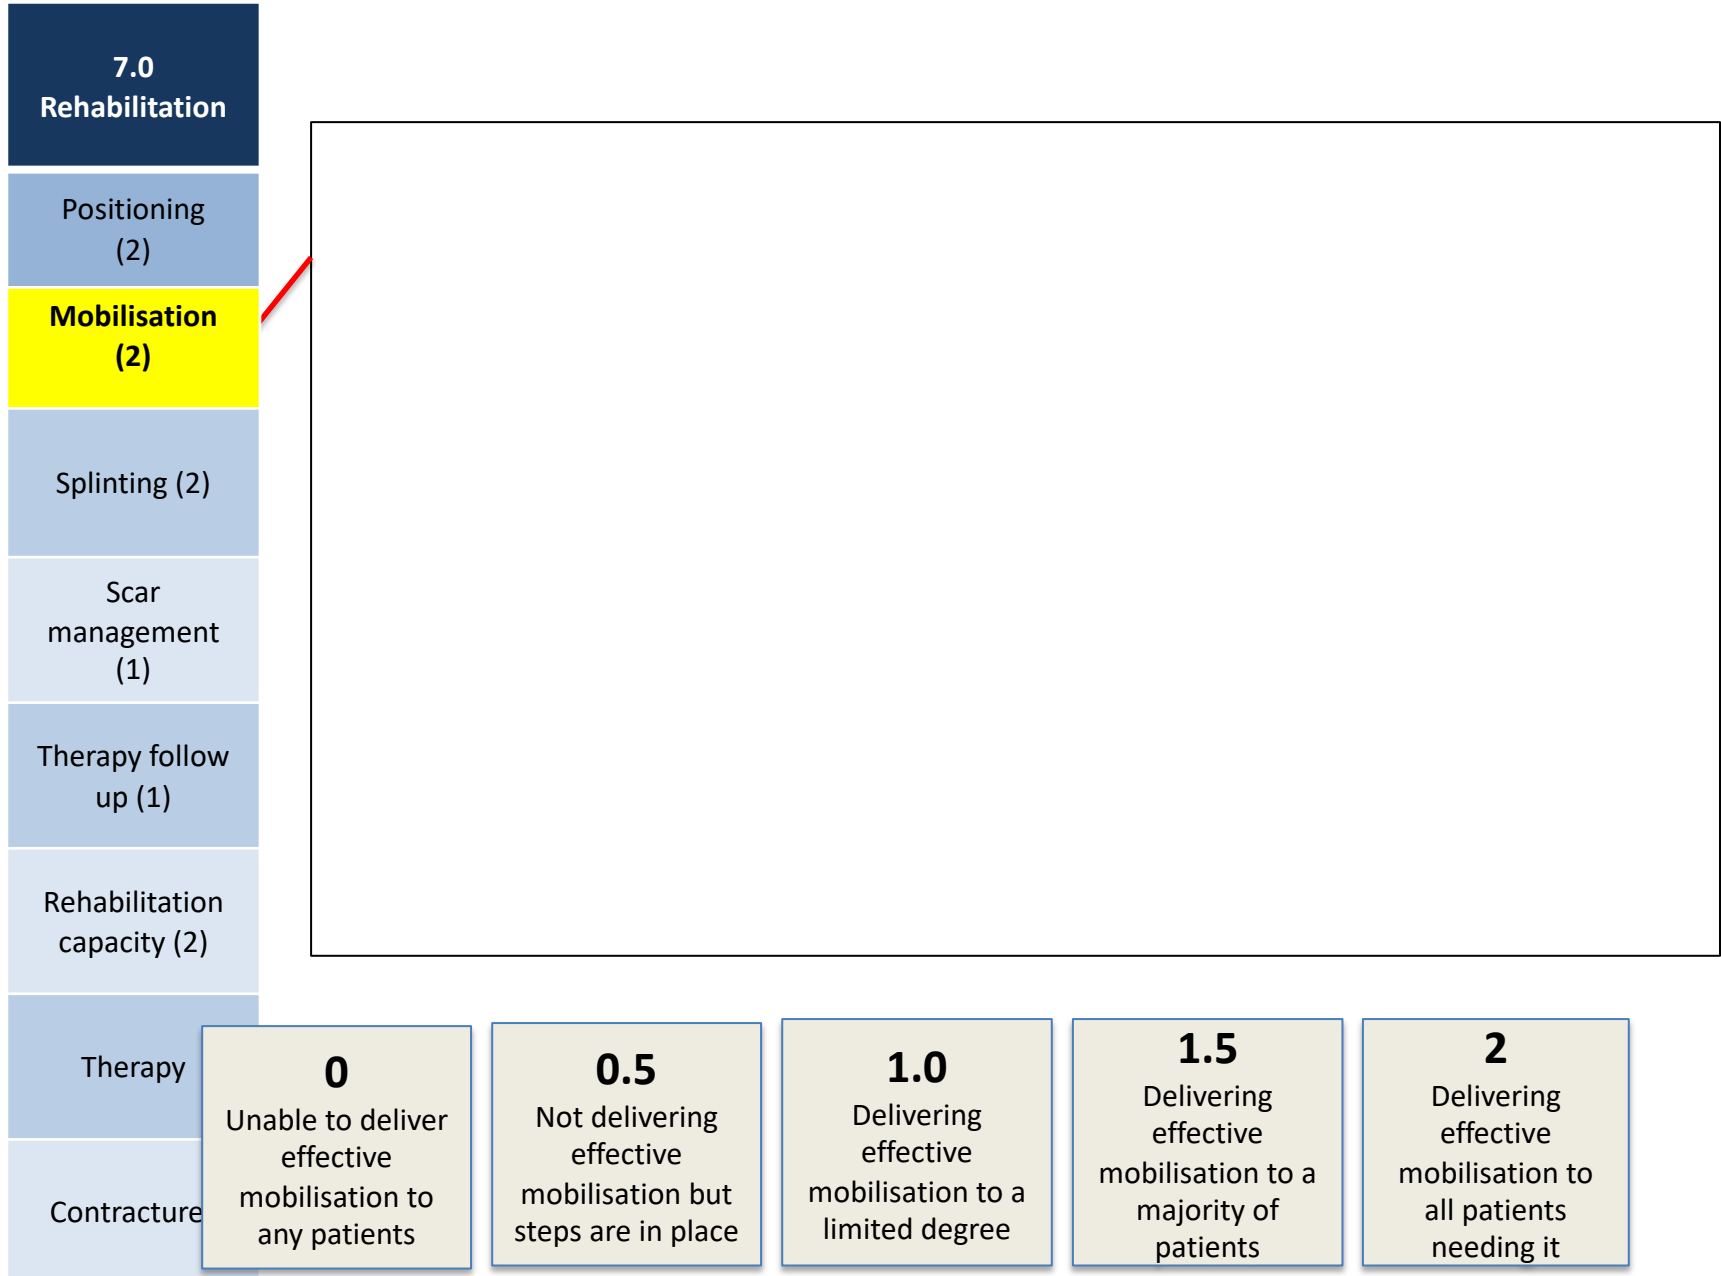 7.0
Rehabilitation
Positioning
(2)
Mobilisation
(2)
Splinting (2)
Scar
management
(1)
Therapy follow
up (1)
Rehabilitation
capacity (2)
Therapy
Contracture
0
Unable to deliver
effective
mobilisation to
any patients
0.5
Not delivering
effective
mobilisation but
steps are in place
1.0
Delivering
effective
mobilisation to a
limited degree
1.5
Delivering
effective
mobilisation to a
majority of
patients
2
Delivering
effective
mobilisation to
all patients
needing it